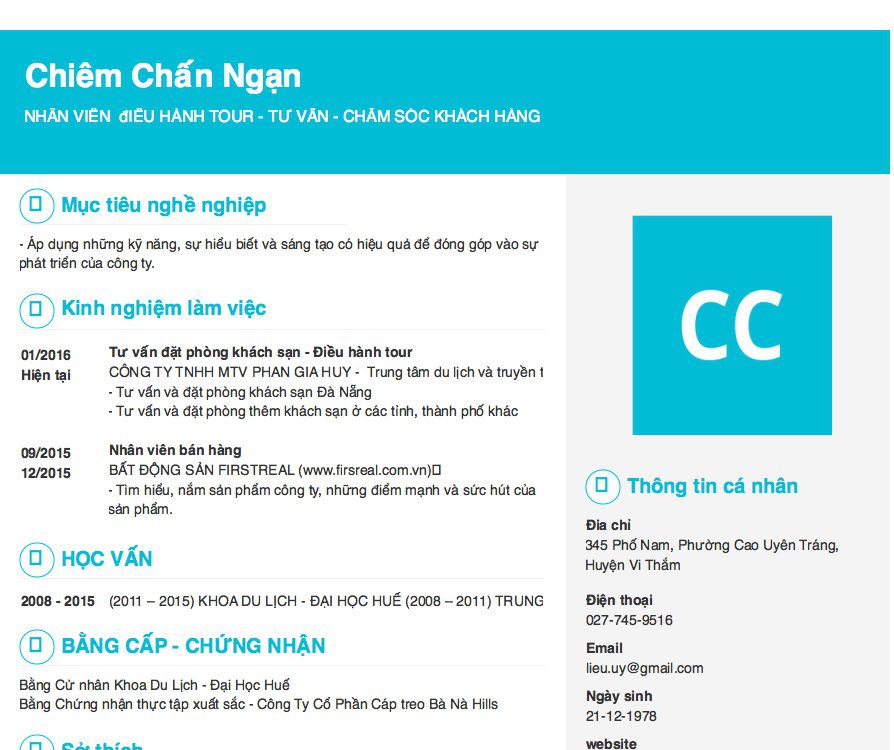 Chiêm Chấn Ngạn
NHÂN VIÊN điỀU HÀNH TOUR - TƯ VẤN - CHĂM SÓC KHÁCH HÀNG
Mục tiêu nghề nghiệp
- Áp dụng những kỹ năng, sự hiểu biết và sáng tạo có hiệu quả để đóng góp vào sự
phát triển của công ty.
Kinh nghiệm làm việc
01/2016
Hiện tại
Tư vấn đặt phòng khách sạn - Điều hành tour
CÔNG TY TNHH MTV PHAN GIA HUY - Trung tâm du lịch và truyền t
- Tư vấn và đặt phòng khách sạn Đà Nẵng
- Tư vấn và đặt phòng thêm khách sạn ở các tỉnh, thành phố khác
09/2015
12/2015
Nhân viên bán hàng
BẤT ĐỘNG SẢN FIRSTREAL (www.firsreal.com.vn)
- Tìm hiểu, nắm sản phẩm công ty, những điểm mạnh và sức hút của
sản phẩm.
HỌC VẤN
2008 - 2015 (2011 – 2015) KHOA DU LỊCH - ĐẠI HỌC HUẾ (2008 – 2011) TRUNG
BẰNG CẤP - CHỨNG NHẬN
Bằng Cử nhân Khoa Du Lịch - Đại Học Huế
Bằng Chứng nhận thực tập xuất sắc - Công Ty Cổ Phần Cáp treo Bà Nà Hills
Sở thích
CC
Thông tin cá nhân
Địa chỉ
345 Phố Nam, Phường Cao Uyên Tráng,
Huyện Vi Thắm
Điện thoại
027-745-9516
Email
lieu.uy@gmail.com
Ngày sinh
21-12-1978
website